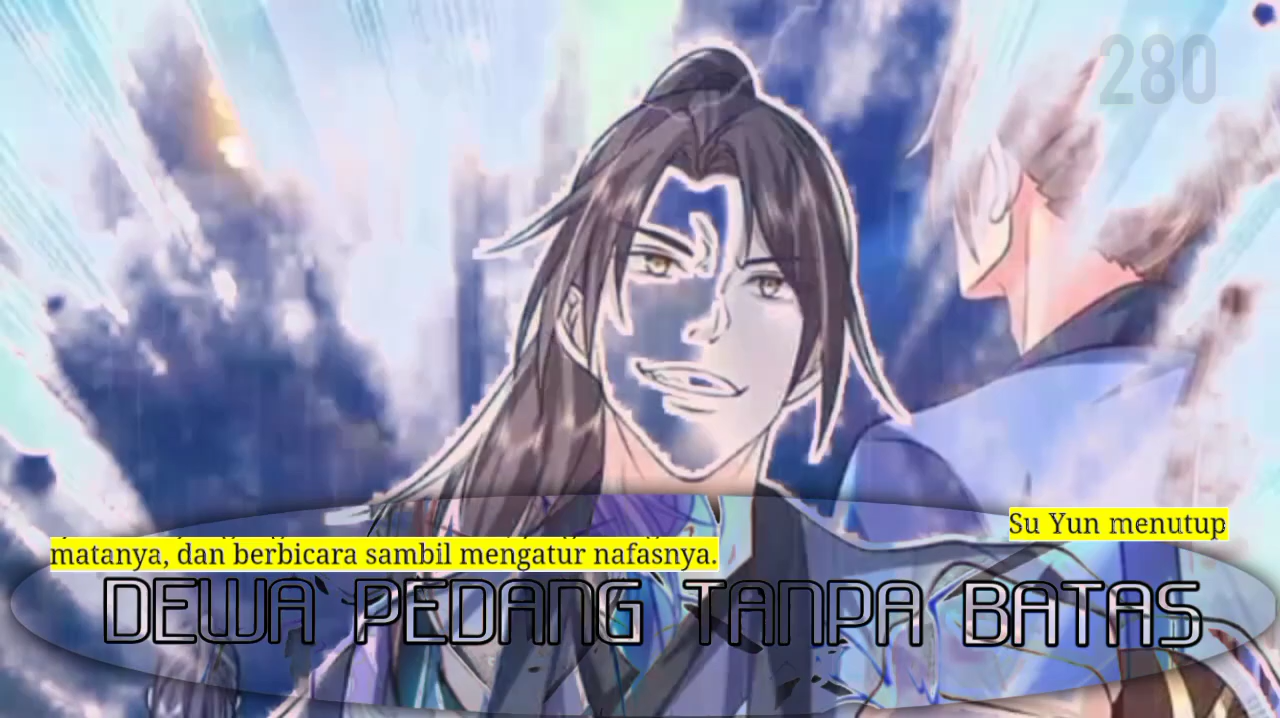 280
Su Yun menutup
matanya, dan berbicara sambil mengatur nafasnya.
DEWA PEDANG TANPA BATAS